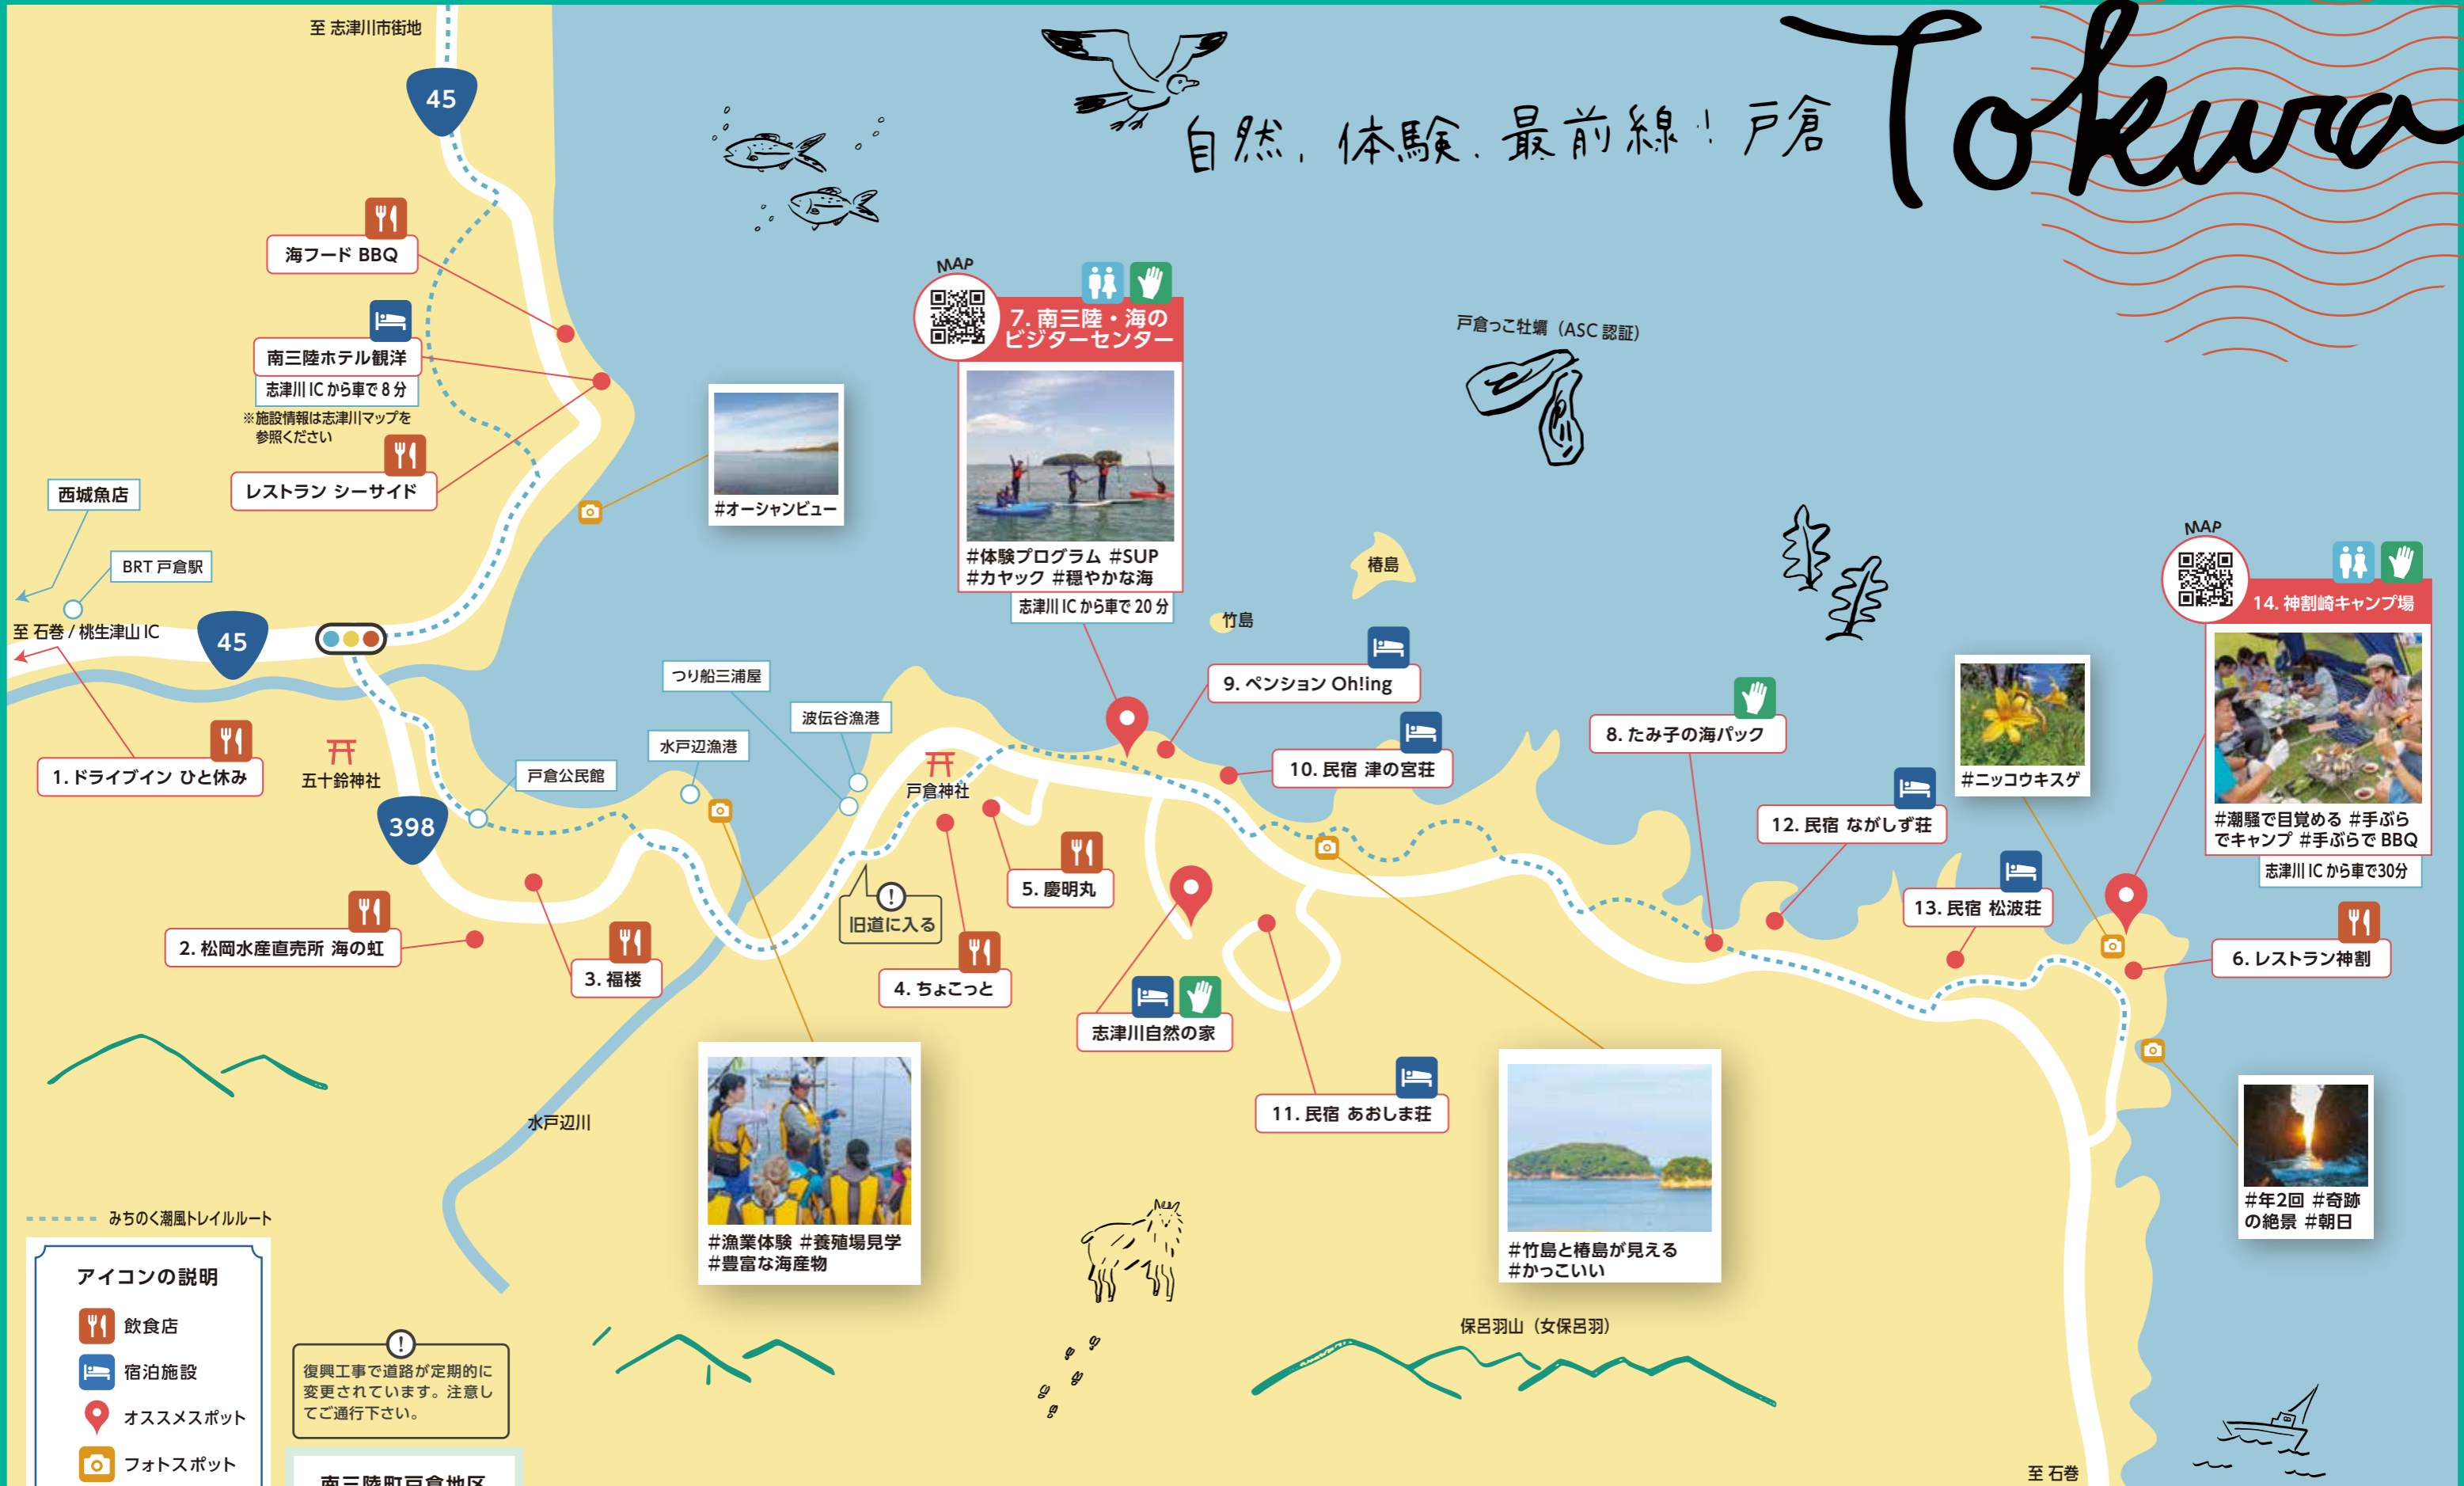 至 志津川市街地
45
自然、体験、最前線！戸倉
Tokura
海フード BBQ
南三陸ホテル観洋
志津川 IC から車で 8 分
※施設情報は志津川マップを
参照ください
レストラン シーサイド
#オーシャンビュー
MAP
7. 南三陸・海の
ビジターセンター
#体験プログラム #SUP
#カヤック #穏やかな海
志津川 IC から車で 20 分
戸倉っこ牡蠣（ASC 認証）
椿島
竹島
西城魚店
BRT 戸倉駅
至 石巻 / 桃生津山 IC
45
1. ドライブイン ひと休み
五十鈴神社
398
戸倉公民館
つり船三浦屋
水戸辺漁港
波伝谷漁港
戸倉神社
9. ペンション Oh!ing
10. 民宿 津の宮荘
8. たみ子の海パック
12. 民宿 ながしず荘
#ニッコウキスゲ
MAP
14. 神割崎キャンプ場
#潮騒で目覚める #手ぶら
でキャンプ #手ぶらで BBQ
志津川 IC から車で30分
13. 民宿 松波荘
6. レストラン神割
2. 松岡水産直売所 海の虹
3. 福楼
!
旧道に入る
5. 慶明丸
4. ちょこっと
志津川自然の家
11. 民宿 あおしま荘
水戸辺川
#漁業体験 #養殖場見学
#豊富な海産物
#竹島と椿島が見える
#かっこいい
#年2回 #奇跡
の絶景 #朝日
保呂羽山（女保呂羽）
みちのく潮風トレイルルート
アイコンの説明
飲食店
宿泊施設
オススメスポット
フォトスポット
!
復興工事で道路が定期的に
変更されています。注意し
てご通行下さい。
南三陸町戸倉地区
至 石巻